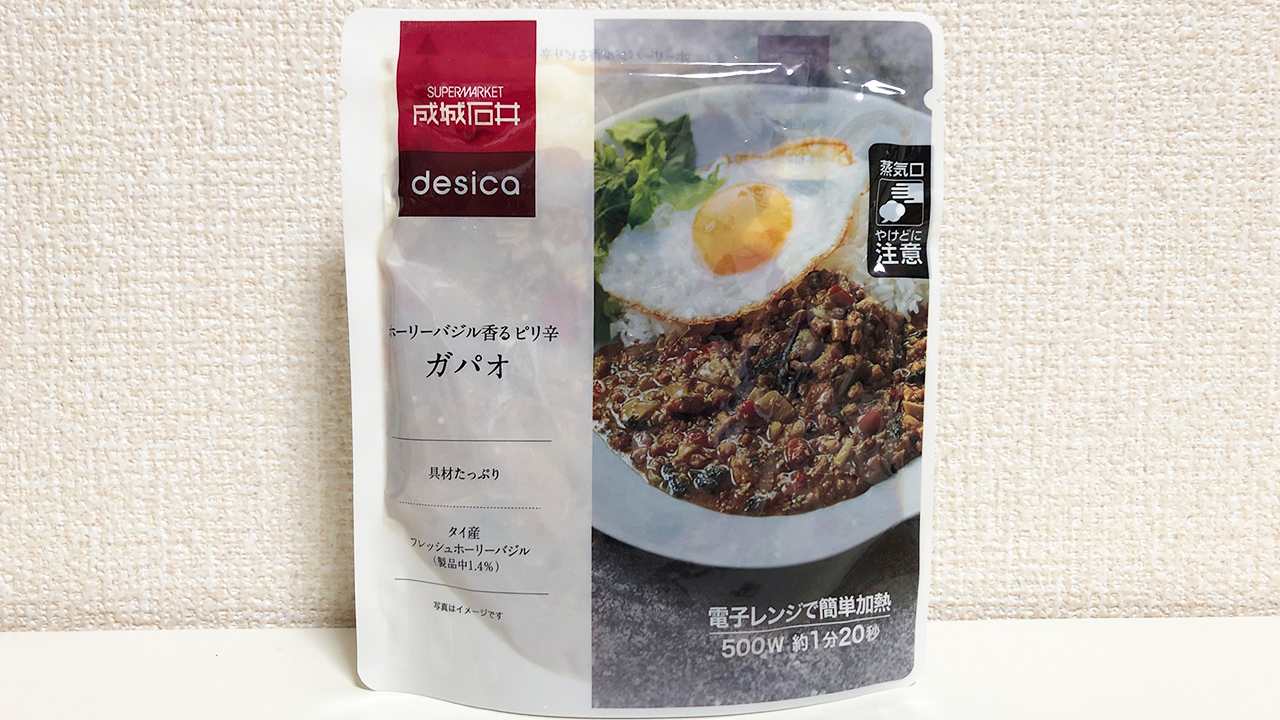 SUPERMARKET
成城石井
desica
ホーリーバジル香るピリ辛
ガパオ
具材たっぷり
タイ産
フレッシュホーリーバジル
(製品中1.4%)
写真はイメージです
蒸気口
やけどに
注意
電子レンジで簡単加熱
500W 約1分20秒